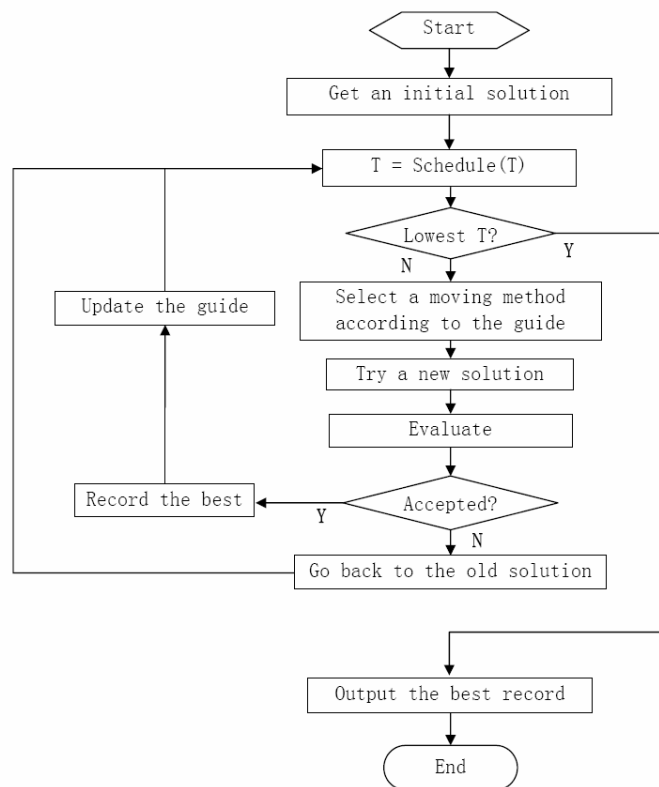 Start
Get an initial solution
T = Schedule(T)
Lowest T?
Y
N
Select a moving method
according to the guide
Update the guide
Try a new solution
Evaluate
Record the best
Y
Accepted?
N
Go back to the old solution
Output the best record
End